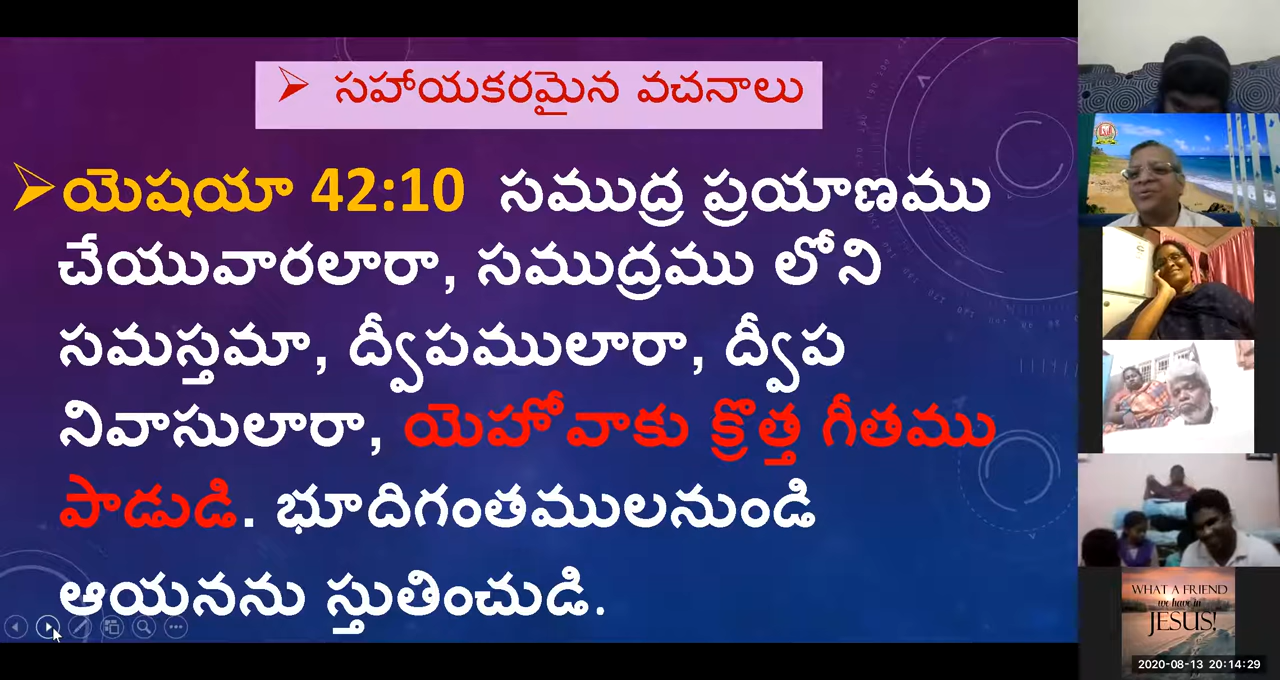 ➢ సహాయకరమైన వచనాలు
➢యెషయా 42:10 సముద్ర ప్రయాణము
చేయువారలారా, సముద్రము లోని
సమస్తమా, ద్వీపములారా, ద్వీప
నివాసులారా, యెహోవాకు క్రొత్త గీతము
పాడుడి. భూదిగంతములనుండి
ఆయనను స్తుతించుడి.
WHAT A FRIEND
we have in
JESUS!
2020-08-13 20:14:29